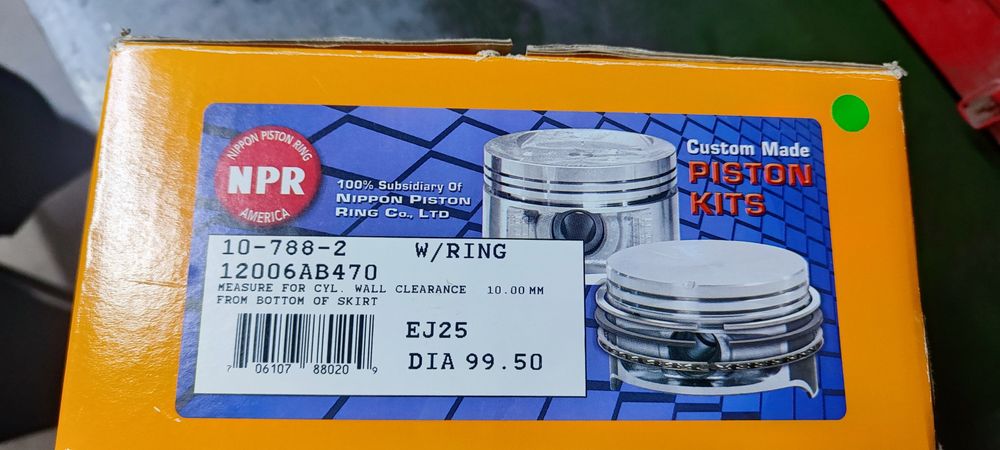 NIPPON PISTON RING
NPR
AMERICA
100% Subsidiary Of
NIPPON PISTON
RING CO., LTD
Custom Made
PISTON
KITS
10-788-2 W/RING
12006AB470
MEASURE FOR CYL. WALL CLEARANCE 10.00 MM
FROM BOTTOM OF SKIRT
EJ25
DIA 99.50
7 06107 88020 9